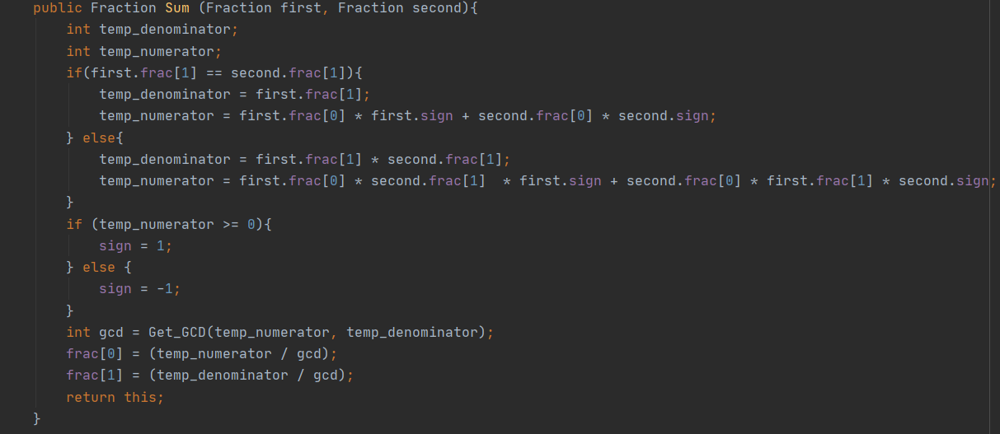 public Fraction Sum (Fraction first, Fraction second){
int temp_denominator;
int temp_numerator;
if(first.frac[1] == second.frac[1]){
temp_denominator = first.frac[1];
temp_numerator = first.frac[0] * first.sign + second.frac[0] * second.sign;
} else{
temp_denominator = first.frac[1] * second.frac[1];
temp_numerator = first.frac[0] * second.frac[1]  * first.sign + second.frac[0] * first.frac[1] * second.sign;
}
if (temp_numerator >= 0){
sign = 1;
} else {
sign = -1;
}
int gcd = Get_GCD(temp_numerator, temp_denominator);
frac[0] = (temp_numerator / gcd);
frac[1] = (temp_denominator / gcd);
return this;
}